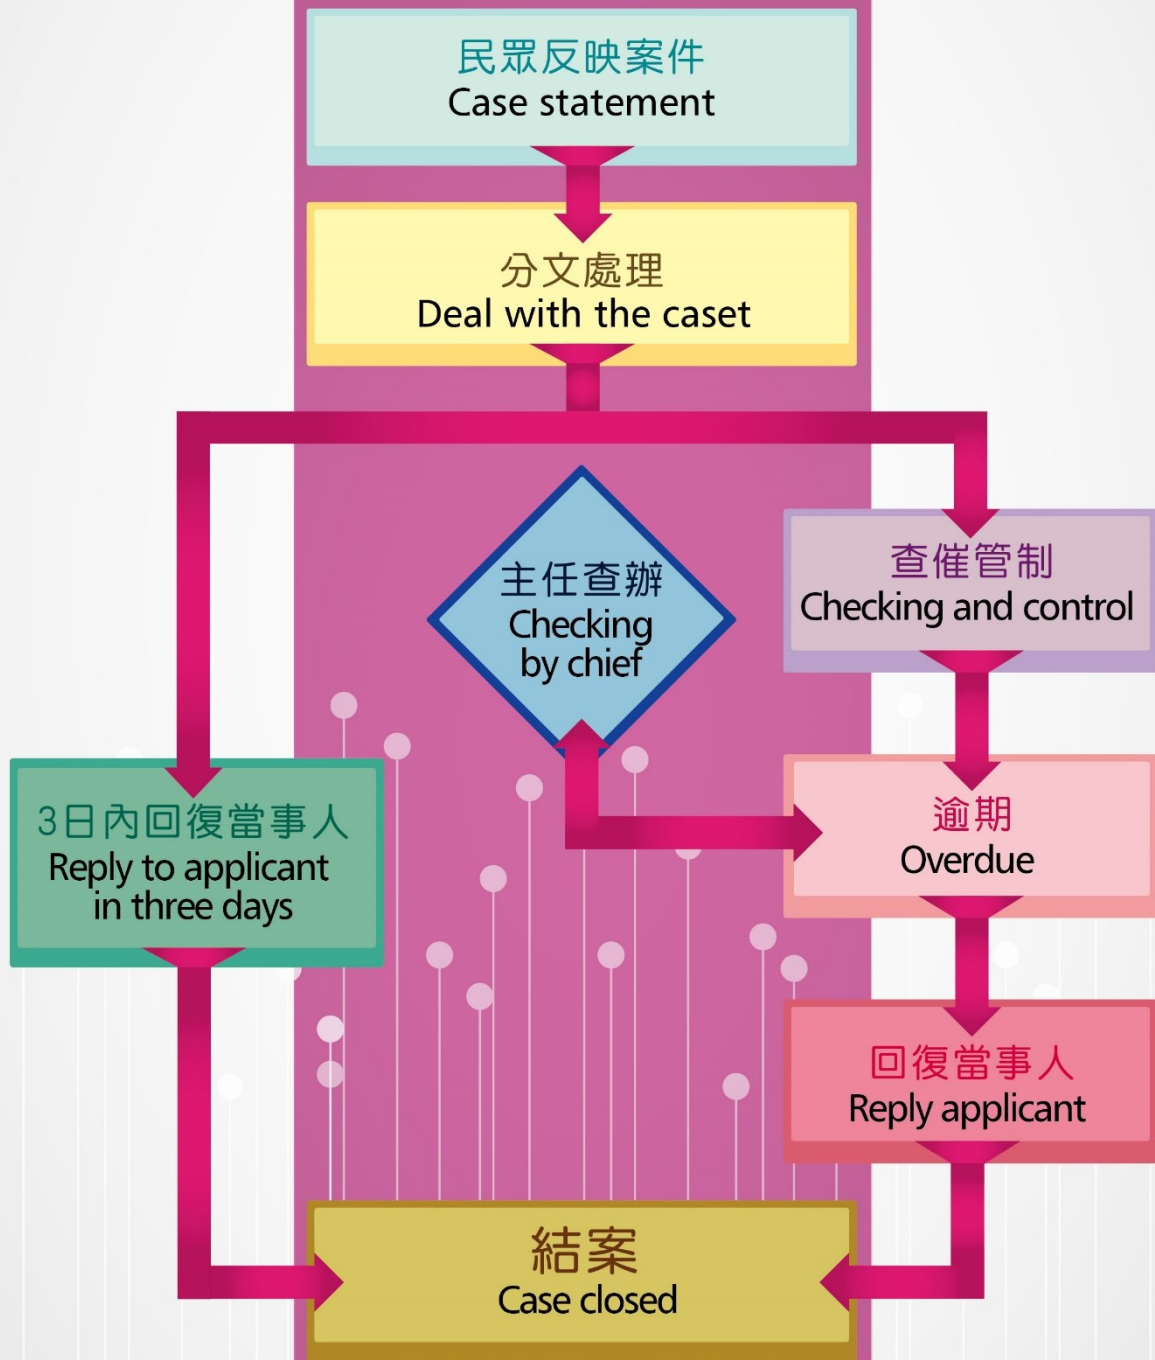 民眾反映案件
Case statement
分文處理
Deal with the caset
主任查辦
Checking
by chief
查催管制
Checking and control
3日內回復當事人
Reply to applicant
in three days
逾期
Overdue
回復當事人
Reply applicant
結案
Case closed